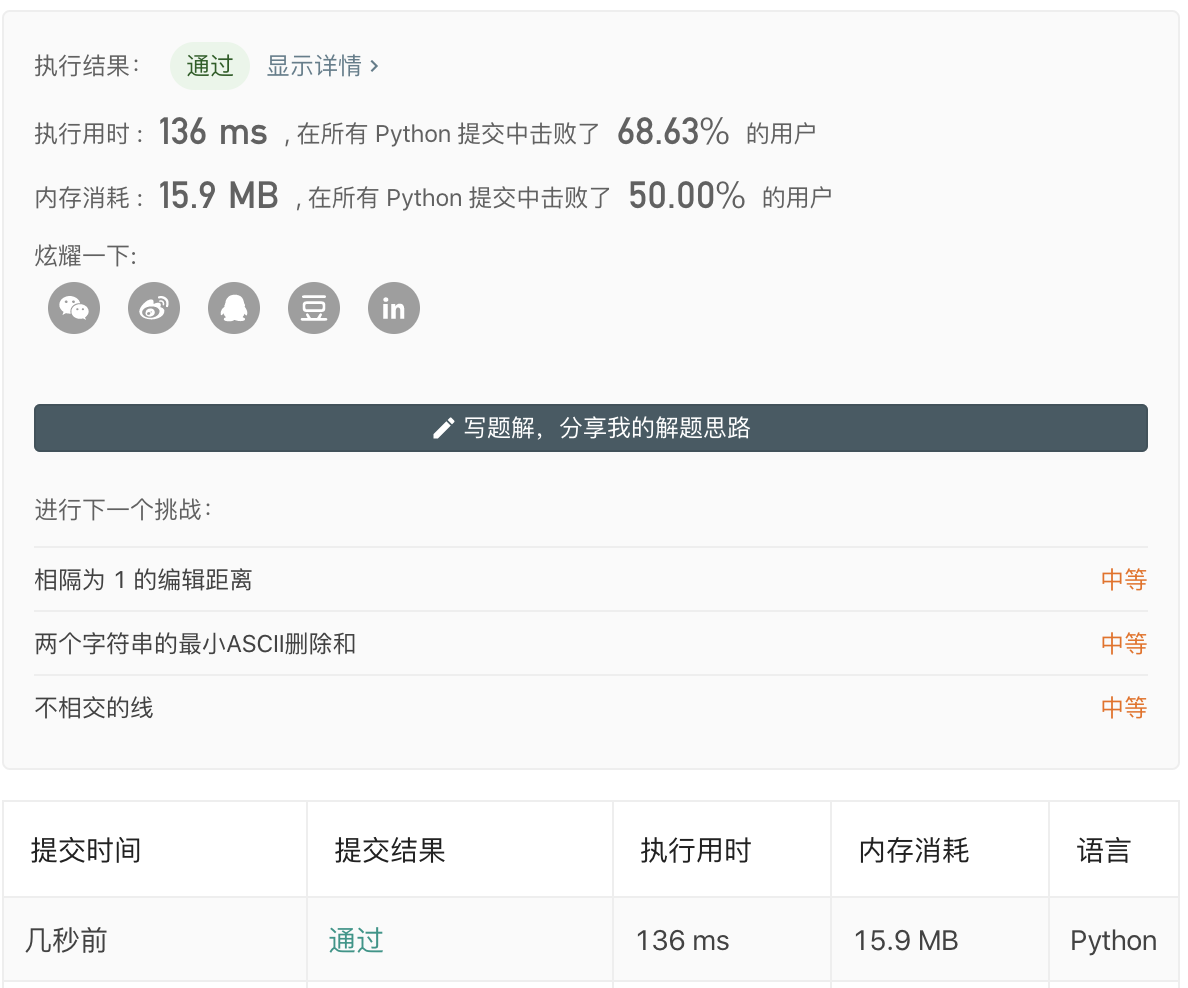 执行结果： 通过 显示详情 ›
执行用时 : 136 ms , 在所有 Python 提交中击败了 68.63% 的用户
内存消耗 : 15.9 MB , 在所有 Python 提交中击败了 50.00% 的用户
炫耀一下:
豆 in
写题解，分享我的解题思路
进行下一个挑战：
相隔为 1 的编辑距离 中等
两个字符串的最小ASCII删除和 中等
不相交的线 中等
提交时间 提交结果 执行用时 内存消耗 语言
几秒前 通过 136 ms 15.9 MB Python